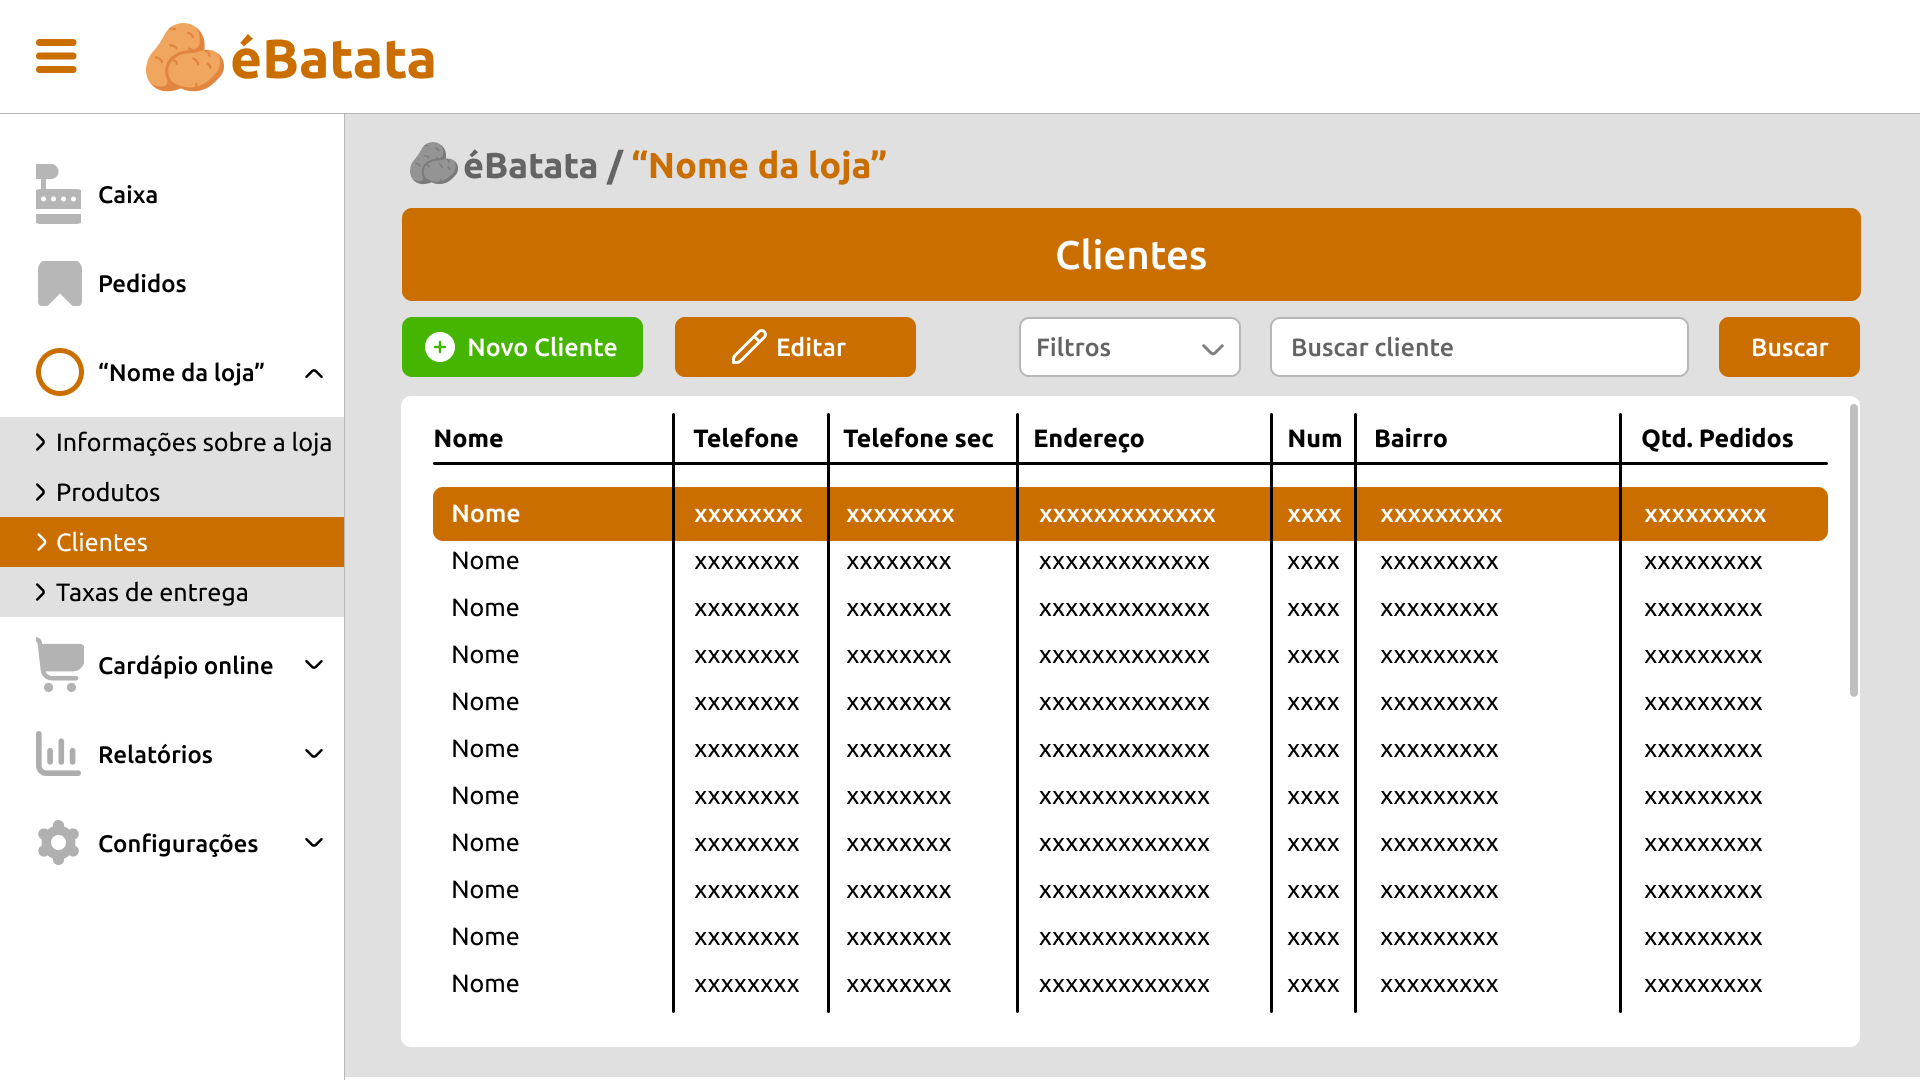 éBatata
Caixa
Pedidos
“Nome da loja”
Informações sobre a loja
Produtos
Clientes
Taxas de entrega
Cardápio online
Relatórios
Configurações
éBatata / “Nome da loja”
Clientes
Novo Cliente Editar Filtros Buscar cliente Buscar
Nome Telefone Telefone sec Endereço Num Bairro Qtd. Pedidos
Nome xxxxxxxx xxxxxxxx xxxxxxxxxxxxx xxxx xxxxxxxxx xxxxxxxxx
Nome xxxxxxxx xxxxxxxx xxxxxxxxxxxxx xxxx xxxxxxxxx xxxxxxxxx
Nome xxxxxxxx xxxxxxxx xxxxxxxxxxxxx xxxx xxxxxxxxx xxxxxxxxx
Nome xxxxxxxx xxxxxxxx xxxxxxxxxxxxx xxxx xxxxxxxxx xxxxxxxxx
Nome xxxxxxxx xxxxxxxx xxxxxxxxxxxxx xxxx xxxxxxxxx xxxxxxxxx
Nome xxxxxxxx xxxxxxxx xxxxxxxxxxxxx xxxx xxxxxxxxx xxxxxxxxx
Nome xxxxxxxx xxxxxxxx xxxxxxxxxxxxx xxxx xxxxxxxxx xxxxxxxxx
Nome xxxxxxxx xxxxxxxx xxxxxxxxxxxxx xxxx xxxxxxxxx xxxxxxxxx
Nome xxxxxxxx xxxxxxxx xxxxxxxxxxxxx xxxx xxxxxxxxx xxxxxxxxx
Nome xxxxxxxx xxxxxxxx xxxxxxxxxxxxx xxxx xxxxxxxxx xxxxxxxxx
Nome xxxxxxxx xxxxxxxx xxxxxxxxxxxxx xxxx xxxxxxxxx xxxxxxxxx